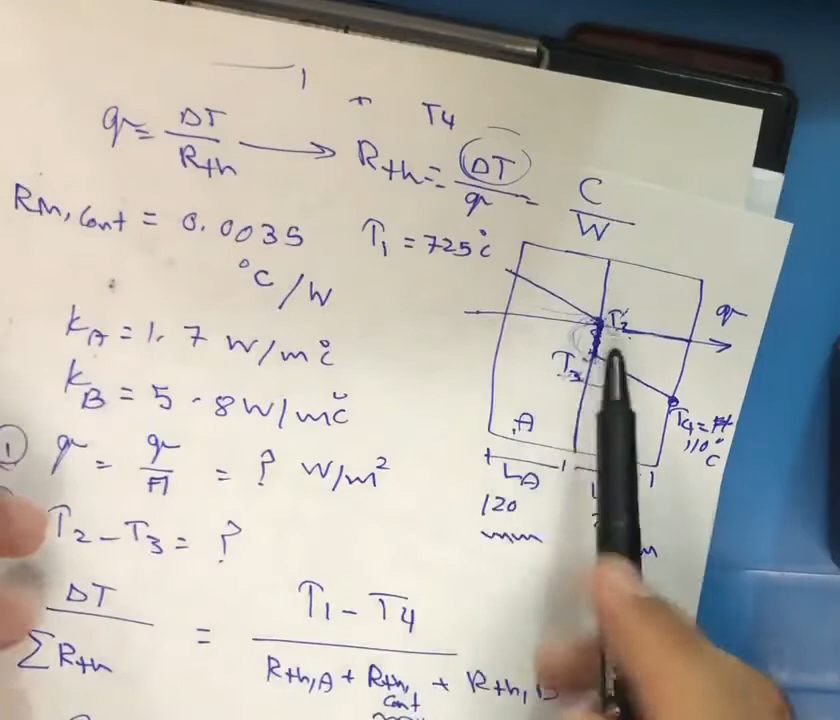 T4
q = ΔT / Rth → Rth = ΔT / q = C / W
Rth, cont = 0.0035
°C/W
T1 = 725°C
kA = 1.7 W/m°C
kB = 5.8 W/m°C
① q = q / A = ? W/m²
T2 - T3 = ?
ΔT / ΣRth = T1 - T4 / Rth,A + Rth, cont + Rth,
T2
T3
q
A
T4 =
110°C
LA
120
mm